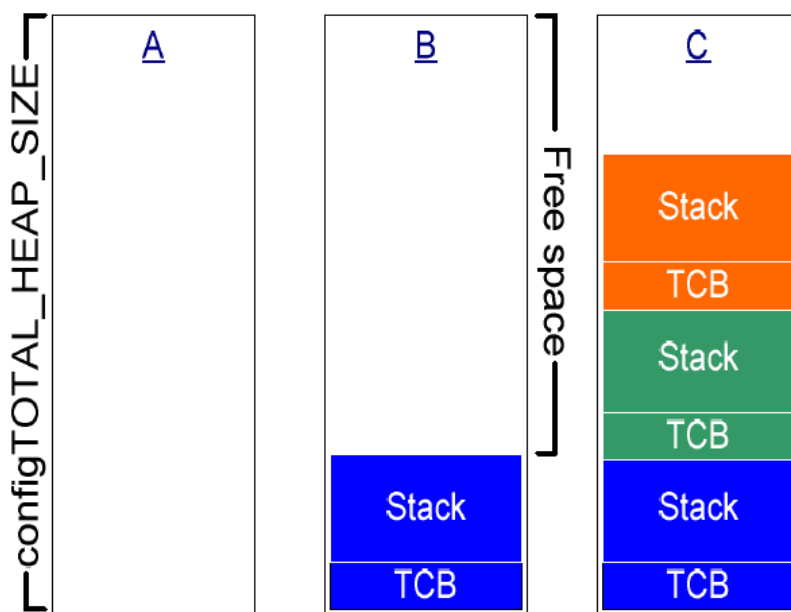 A
B
C
configTOTAL_HEAP_SIZE
Free space
Stack
TCB
Stack
TCB
Stack
TCB
Stack
TCB